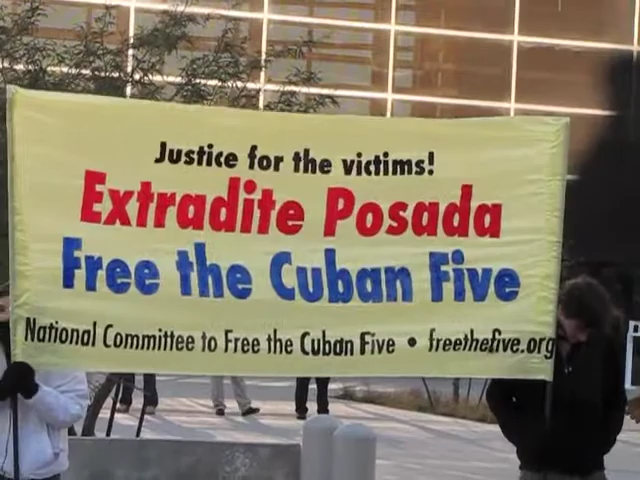 Justice for the victims!
Extradite Posada
Free the Cuban Five
National Committee to Free the Cuban Five • freethefive.org